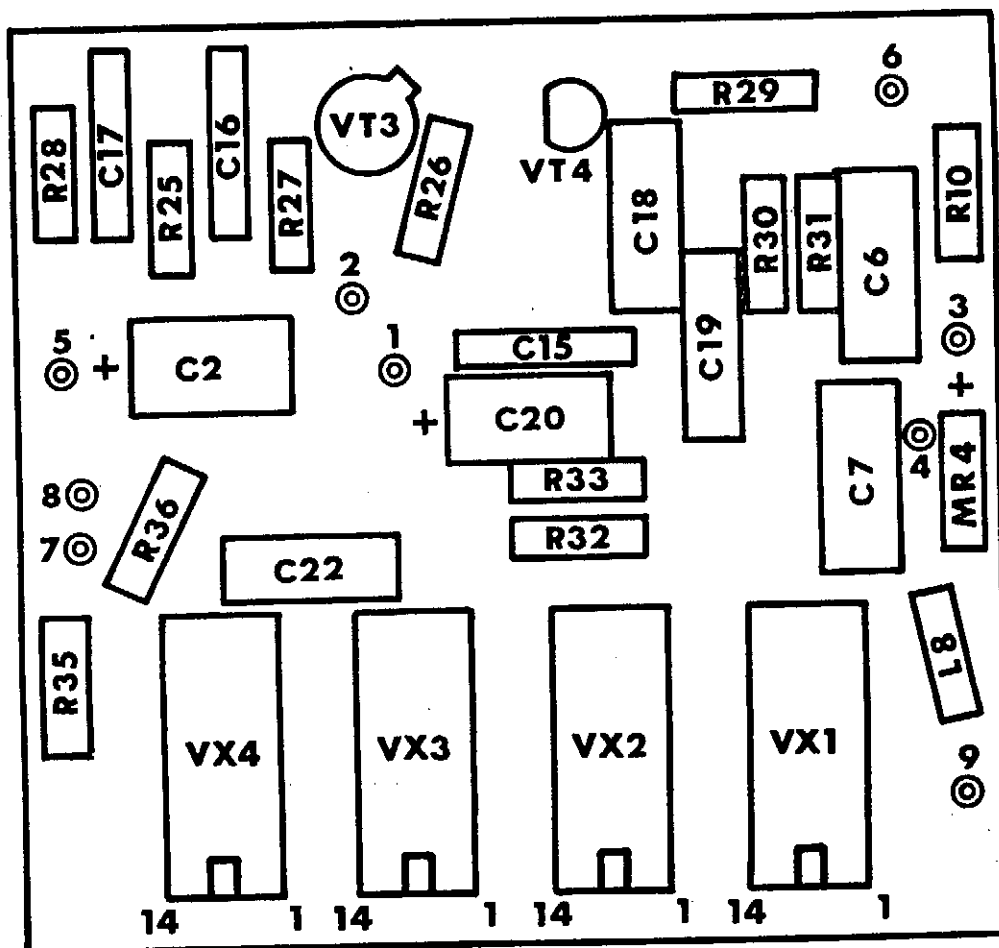 6
R29
VT3
VT4
R28
C17
R25
C16
R27
R26
C18
R30
R31
C6
R10
2
5
+
C2
1
C15
C19
3
+
+
C20
4
C7
MR4
R33
8
7
R36
R32
C22
L8
R35
VX4
VX3
VX2
VX1
9
14 1 14 1 14 1 14 1